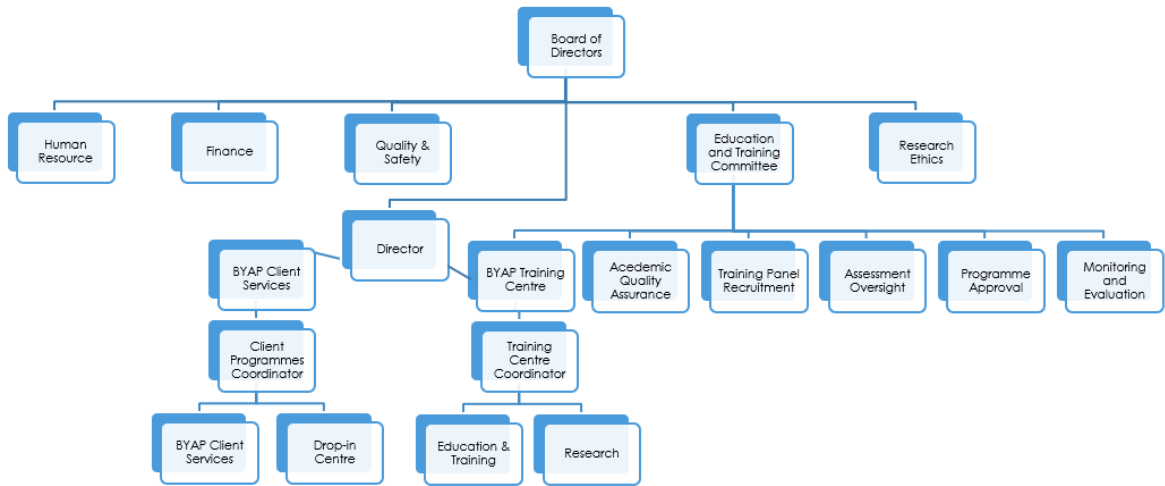 Board of
Directors
Human
Resource
Finance
Quality &
Safety
Education
and Training
Committee
Research
Ethics
Director
BYAP Client
Services
BYAP Training
Centre
Acedemic
Quality
Assurance
Training Panel
Recruitment
Assessment
Oversight
Programme
Approval
Monitoring
and
Evaluation
Client
Programmes
Coordinator
Training
Centre
Coordinator
BYAP Client
Services
Drop-in
Centre
Education &
Training
Research